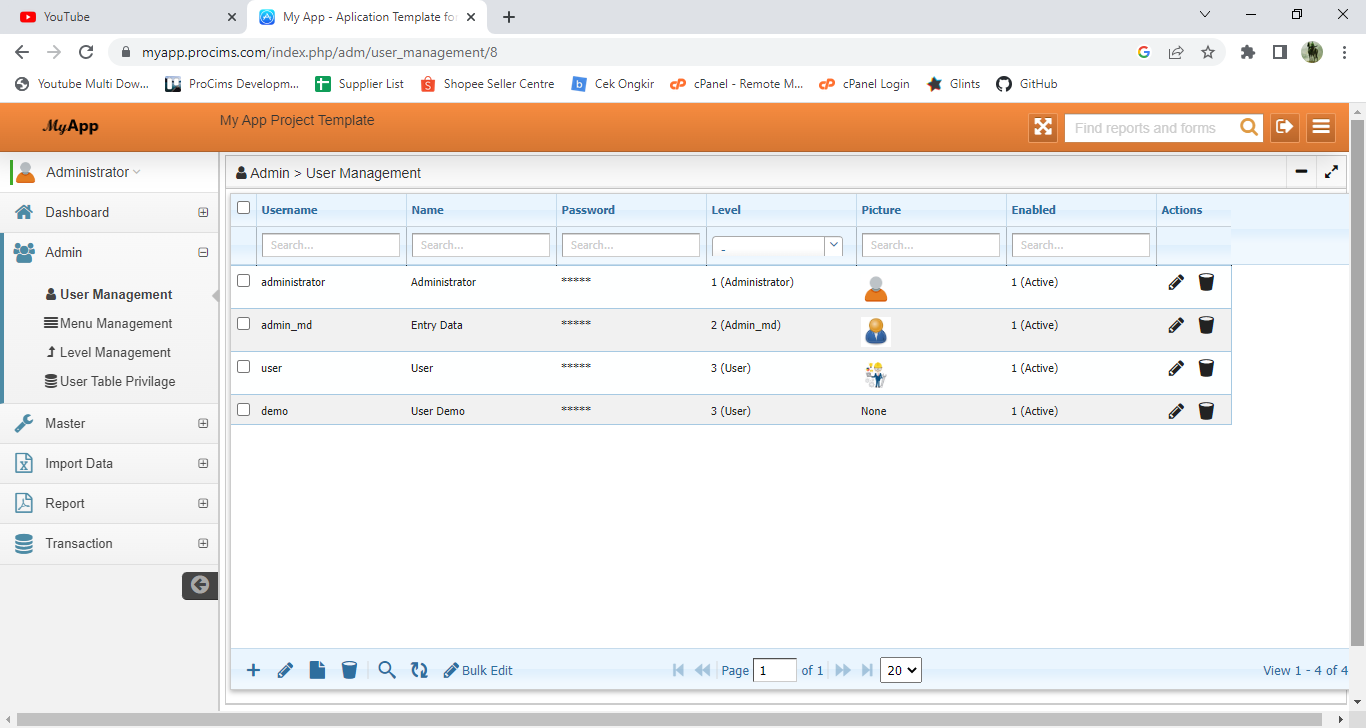 YouTube
My App - Aplication Template for
myapp.procims.com/index.php/adm/user_management/8
Youtube Multi Dow...
ProCims Developm...
Supplier List
Shopee Seller Centre
Cek Ongkir
cPanel - Remote M...
cPanel Login
Glints
GitHub
MyApp
My App Project Template
Find reports and forms
Administrator
Admin > User Management
Dashboard
Admin
User Management
Menu Management
Level Management
User Table Privilage
Master
Import Data
Report
Transaction
Username Name Password Level Picture Enabled Actions
Search... Search... Search... - Search... Search...
administrator Administrator ***** 1 (Administrator) 1 (Active)
admin_md Entry Data ***** 2 (Admin_md) 1 (Active)
user User ***** 3 (User) 1 (Active)
demo User Demo ***** 3 (User) None 1 (Active)
Bulk Edit
Page 1 of 1
20
View 1 - 4 of 4